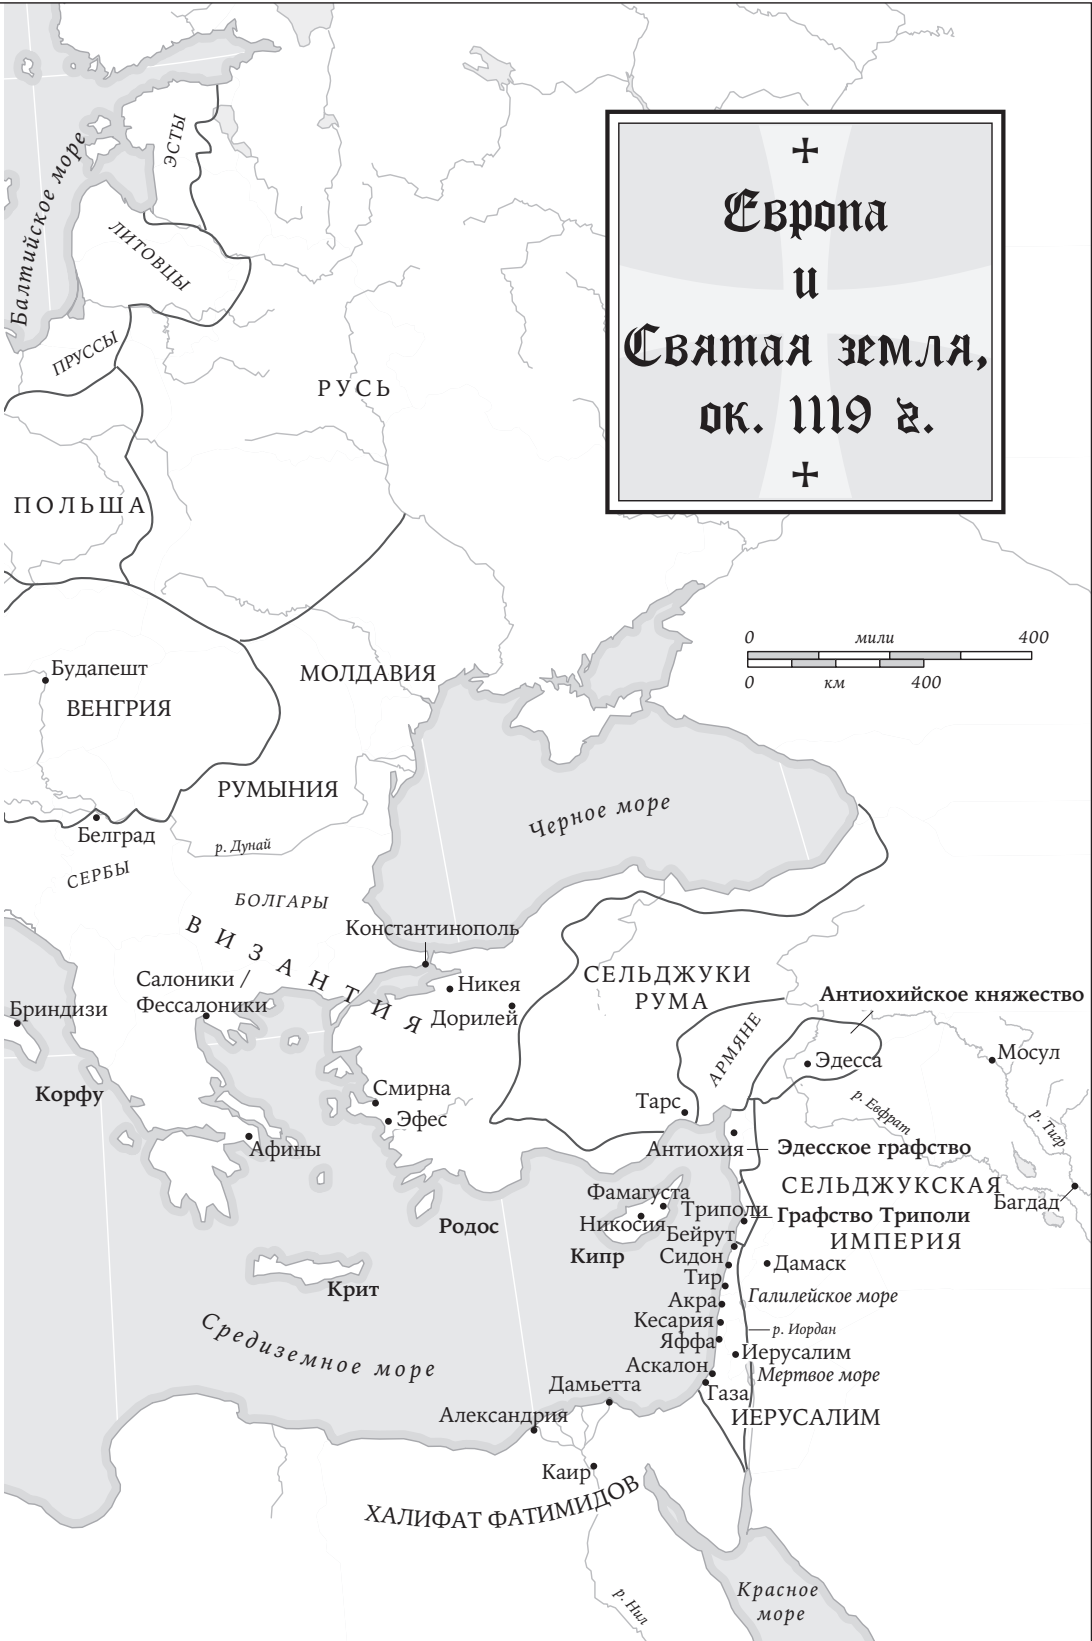 Европа
и
Святая земля,
ок. 1119 г.
Балтийское море
ЭСТЫ
ЛИТОВЦЫ
ПРУССЫ
РУСЬ
ПОЛЬША
0 мили 400
0 км 400
Будапешт
ВЕНГРИЯ
МОЛДАВИЯ
РУМЫНИЯ
Черное море
Белград
р. Дунай
СЕРБЫ
БОЛГАРЫ
ВИЗАНТИЯ
Константинополь
Салоники /
Фессалоники
Никея
Дорилей
СЕЛЬДЖУКИ
РУМА
Антиохийское княжество
Бриндизи
АРМЯНЕ
Эдесса
Мосул
Корфу
Смирна
Эфес
Тарс
р. Евфрат
р. Тигр
Афины
Антиохия
Эдесское графство
СЕЛЬДЖУКСКАЯ
Багдад
Фамагуста
Никосия
Триполи
Графство Триполи
Родос
Бейрут
ИМПЕРИЯ
Кипр
Сидон
Дамаск
Крит
Тир
Галилейское море
Акра
Кесария
р. Иордан
Средиземное море
Яффа
Иерусалим
Аскалон
Мертвое море
Дамьетта
Газа
Александрия
ИЕРУСАЛИМ
Каир
ХАЛИФАТ ФАТИМИДОВ
р. Нил
Красное
море